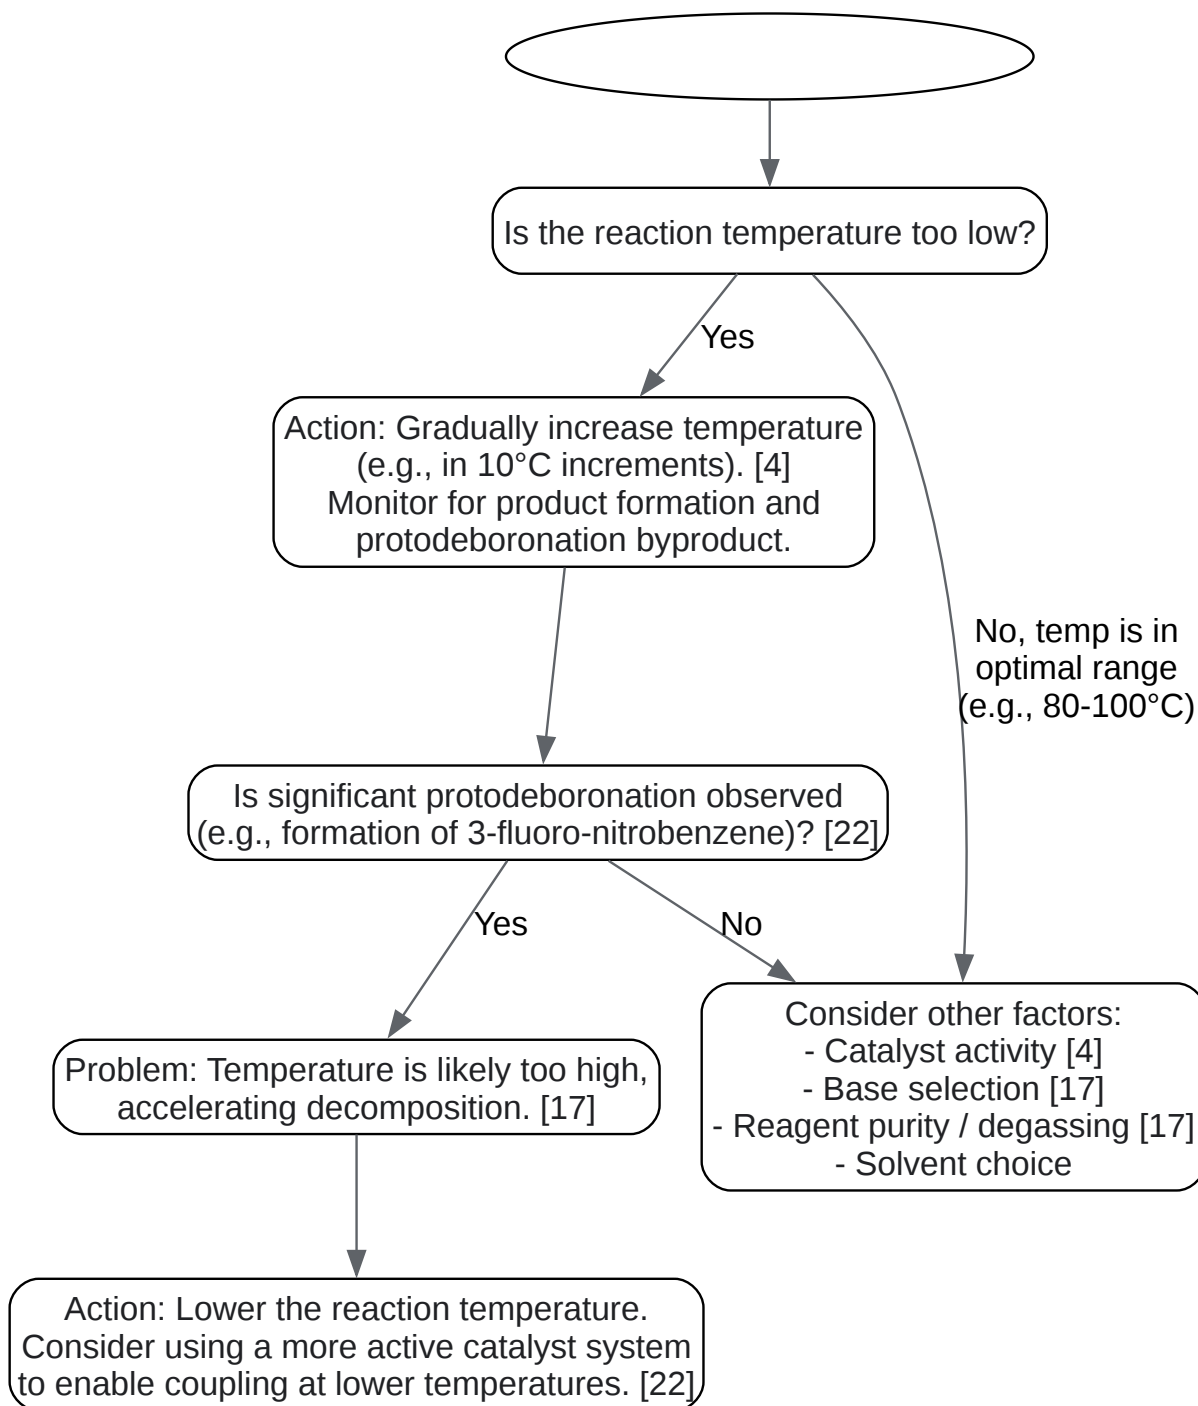 Is the reaction temperature too low?
Yes
Action: Gradually increase temperature
(e.g., in 10°C increments). [4]
Monitor for product formation and
protodeboronation byproduct.
No, temp is in
optimal range
(e.g., 80-100°C)
Is significant protodeboronation observed
(e.g., formation of 3-fluoro-nitrobenzene)? [22]
Yes
No
Problem: Temperature is likely too high,
accelerating decomposition. [17]
Consider other factors:
- Catalyst activity [4]
- Base selection [17]
- Reagent purity / degassing [17]
- Solvent choice
Action: Lower the reaction temperature.
Consider using a more active catalyst system
to enable coupling at lower temperatures. [22]